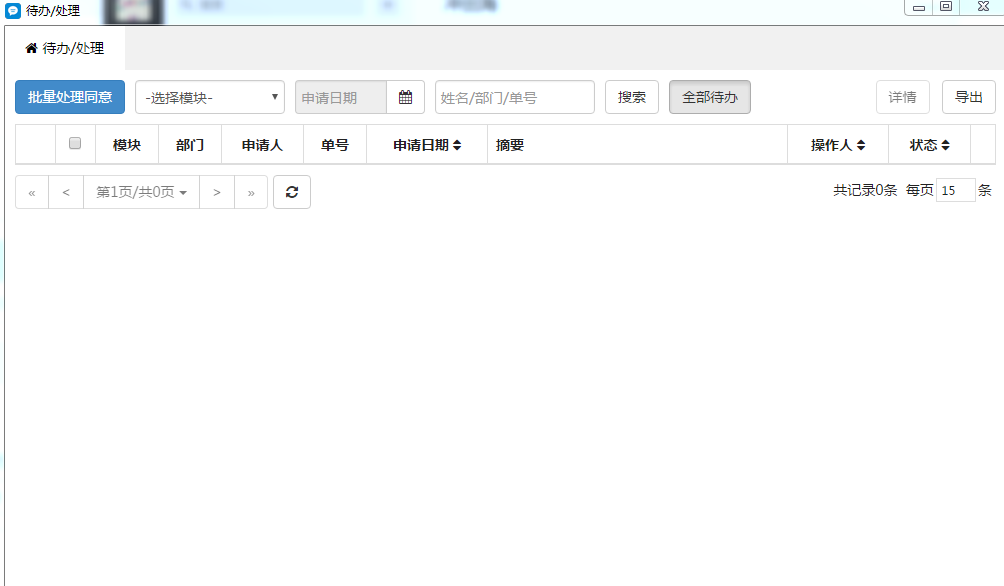 待办/处理
待办/处理
批量处理同意 -选择模块- 申请日期 姓名/部门/单号 搜索 全部待办 详情 导出
模块 部门 申请人 单号 申请日期 摘要 操作人 状态
« < 第1页/共0页 > » 共记录0条 每页 15 条